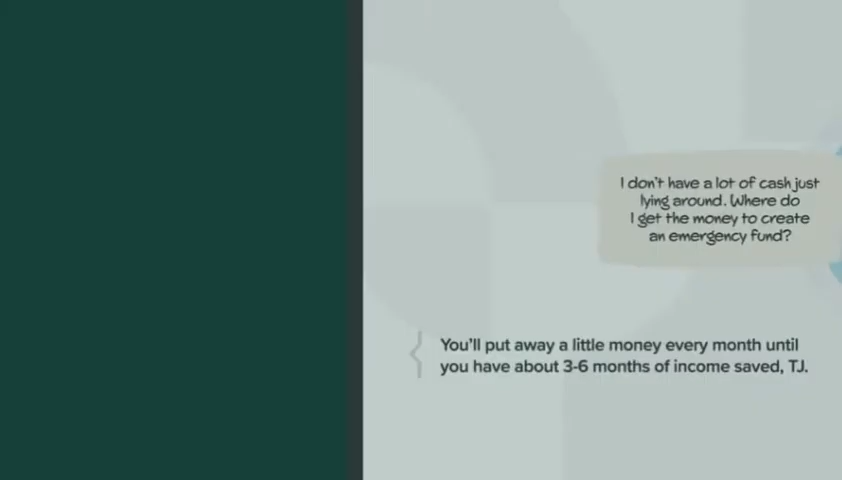 I don't have a lot of cash just
lying around. Where do
I get the money to create
an emergency fund?
You'll put away a little money every month until
you have about 3-6 months of income saved, TJ.